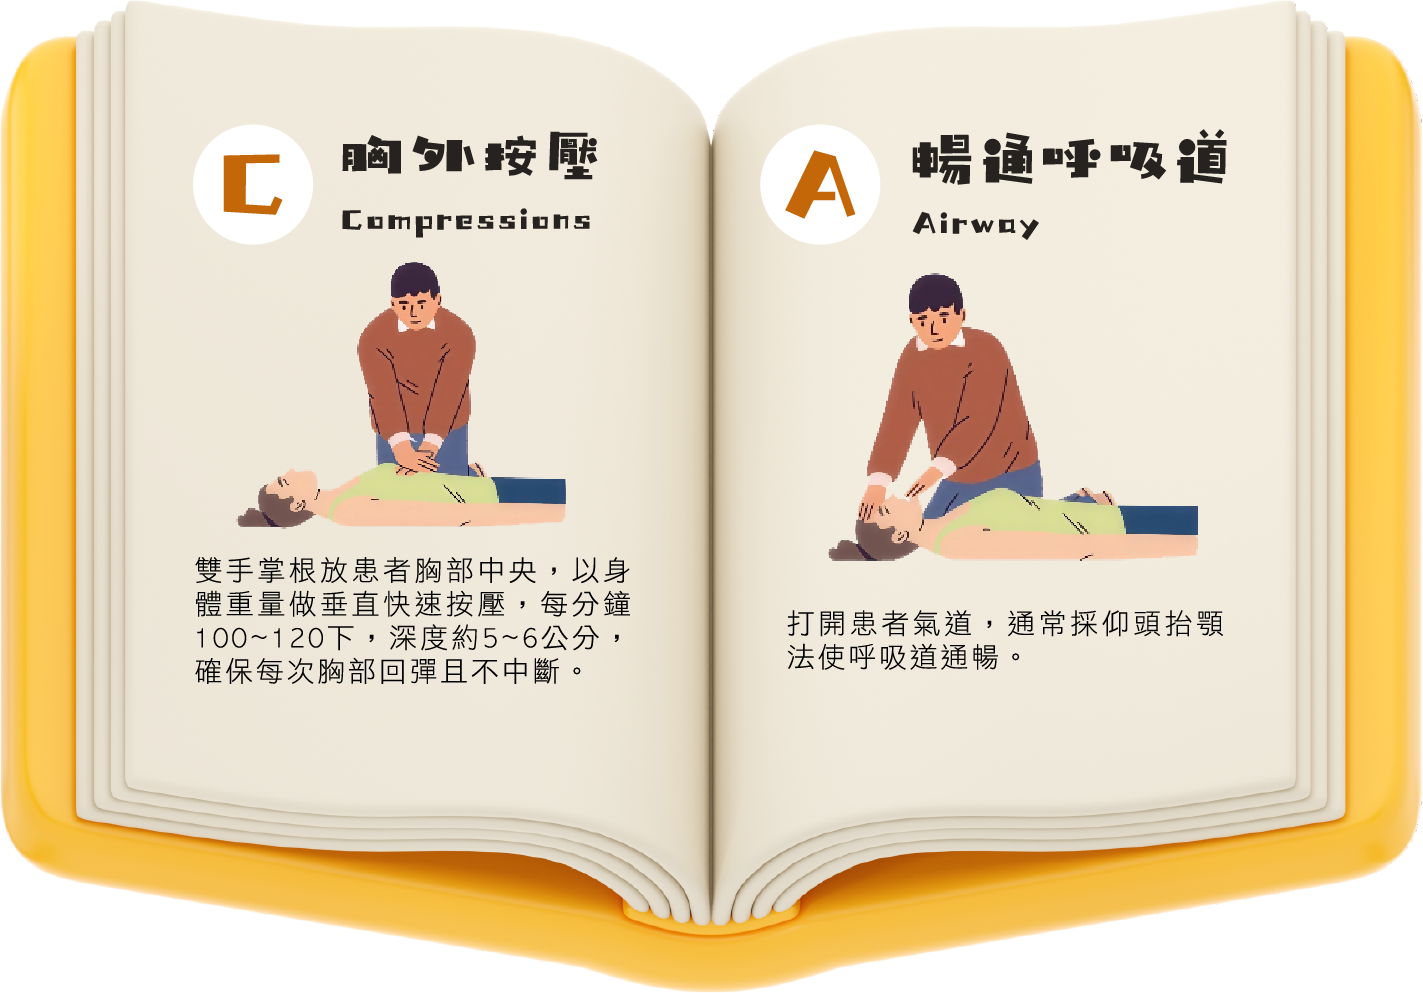 C
胸外按壓
Compressions
雙手掌根放患者胸部中央，以身
體重量做垂直快速按壓，每分鐘
100~120下，深度約5~6公分，
確保每次胸部回彈且不中斷。
A
暢通呼吸道
Airway
打開患者氣道，通常採仰頭抬顎
法使呼吸道通暢。